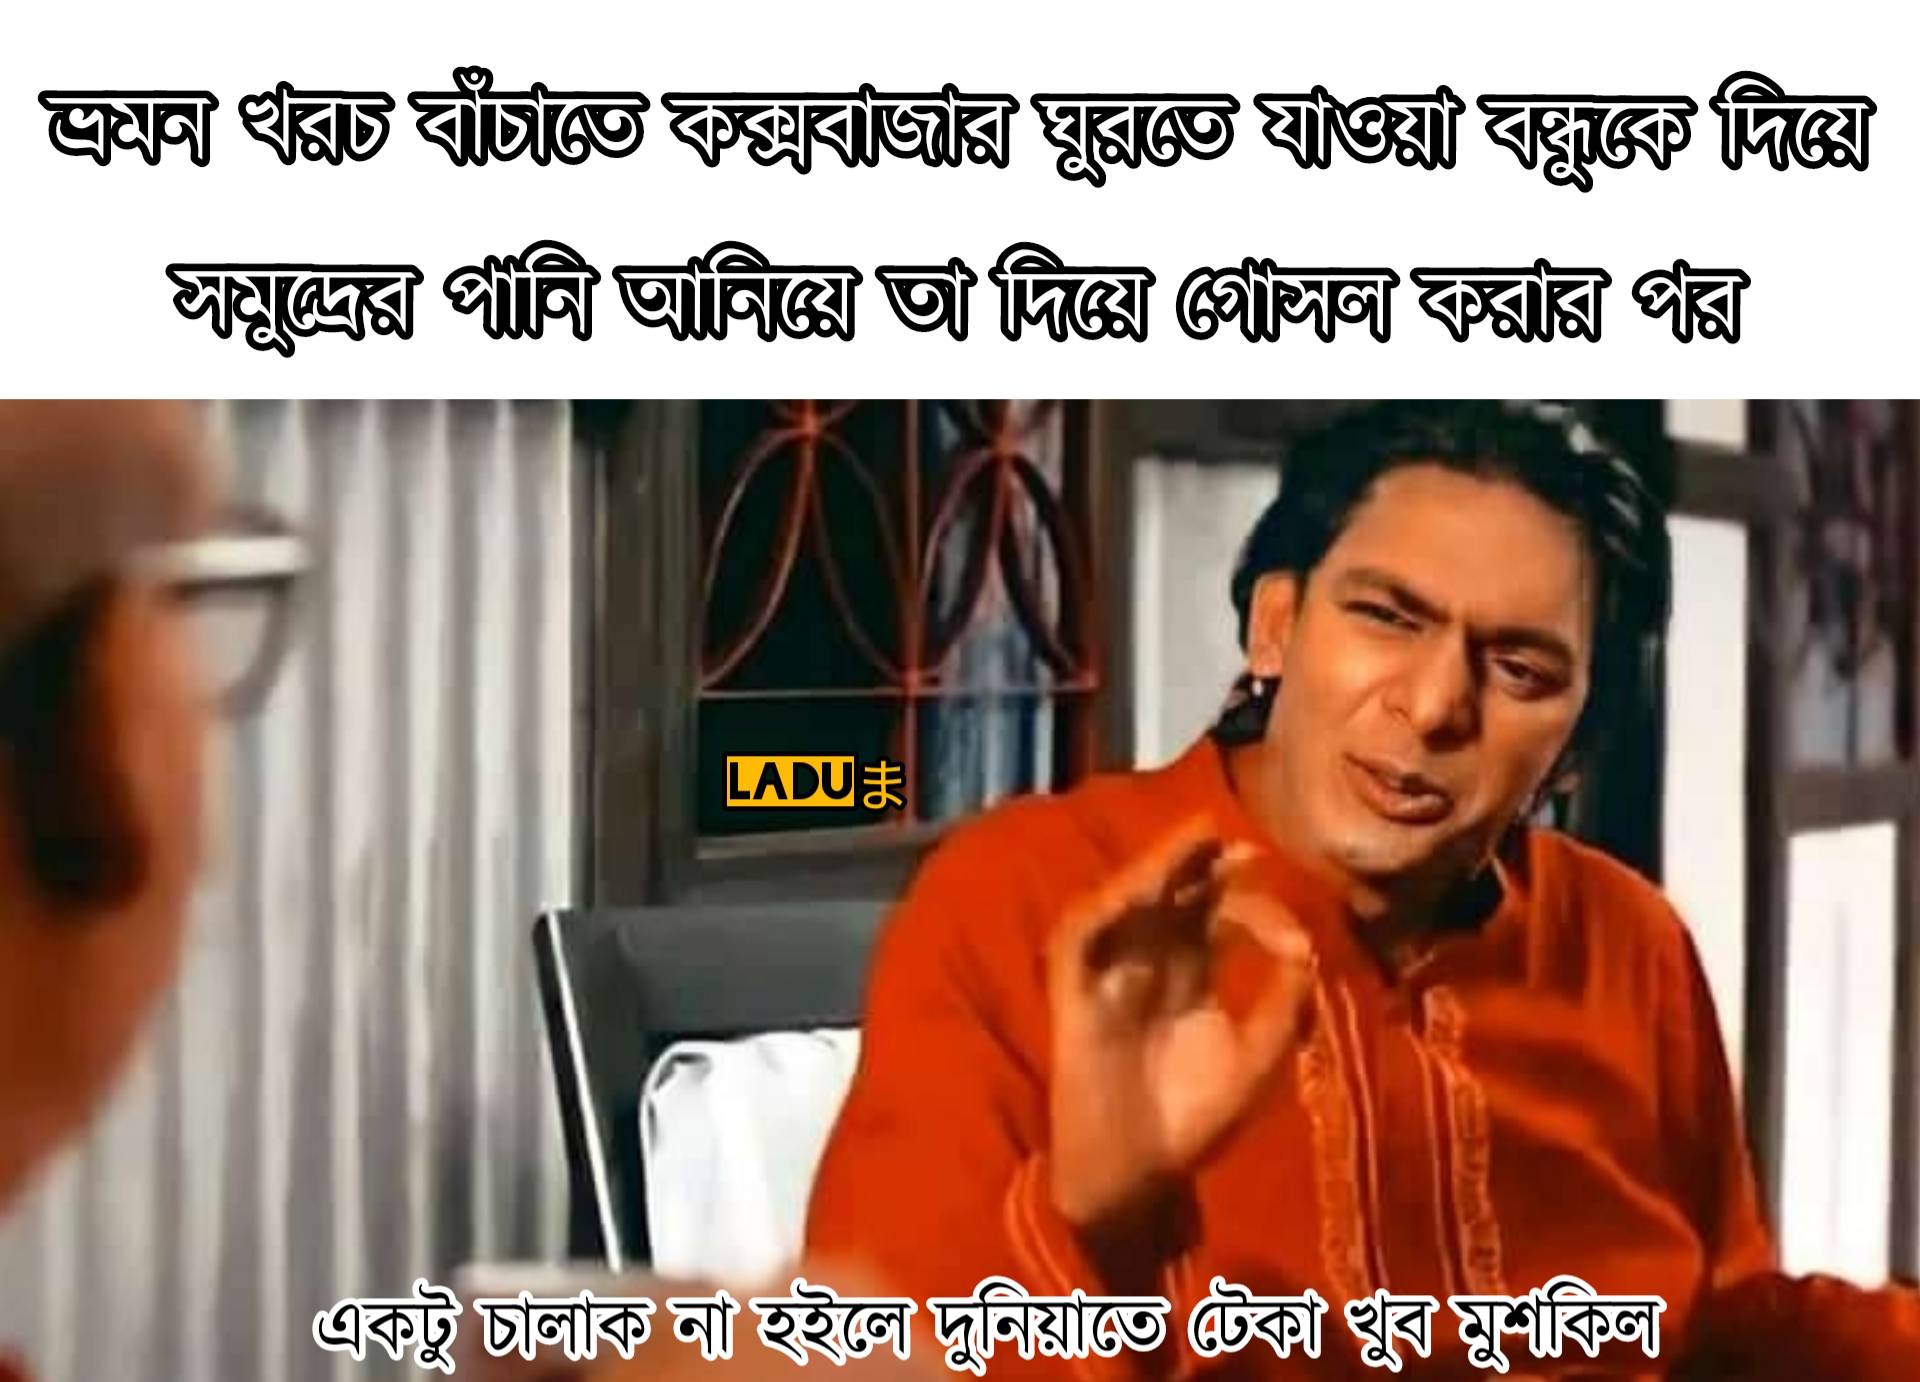 ভ্রমন খরচ বাঁচাতে কক্সবাজার ঘুরতে যাওয়া বন্ধুকে দিয়ে
সমুদ্রের পানি আনিয়ে তা দিয়ে গোসল করার পর
LADUま
একটু চালাক না হইলে দুনিয়াতে টেকা খুব মুশকিল